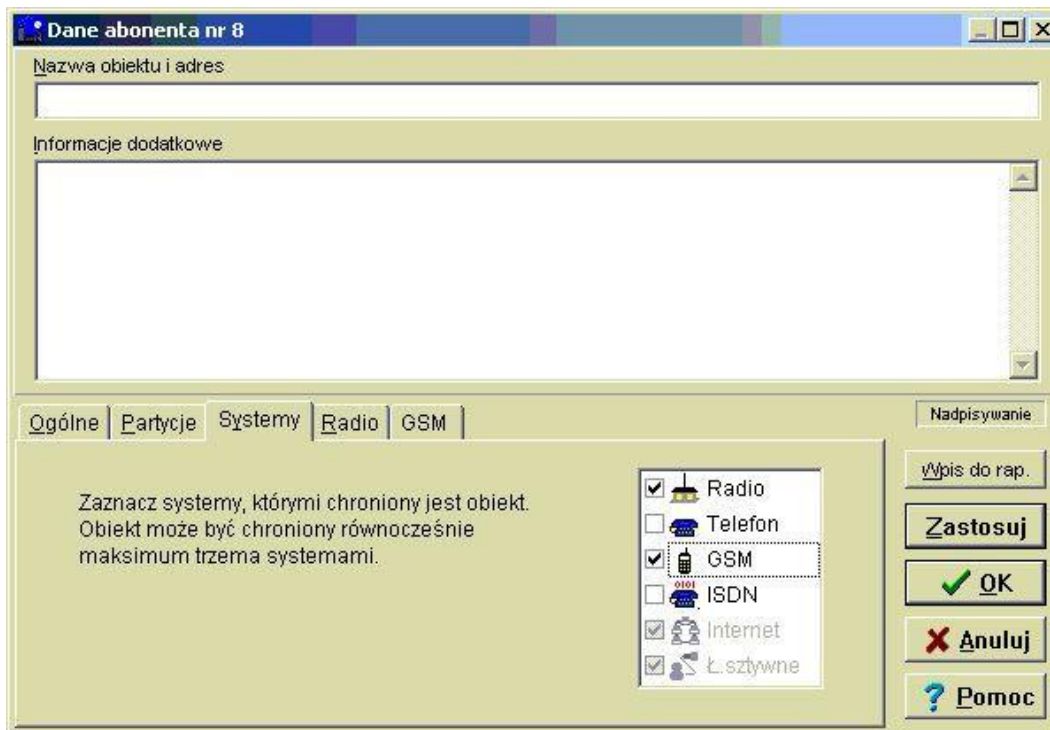 Dane abonenta nr 8
Nazwa obiektu i adres
Informacje dodatkowe
Ogólne Partycje Systemy Radio GSM
Nadpisywanie
Wpis do rap.
Zastosuj
OK
Anuluj
Pomoc
Zaznacz systemy, którymi chroniony jest obiekt.
Obiekt może być chroniony równocześnie
maksimum trzema systemami.
Radio
Telefon
GSM
0101 ISDN
Internet
Ł.sztywne